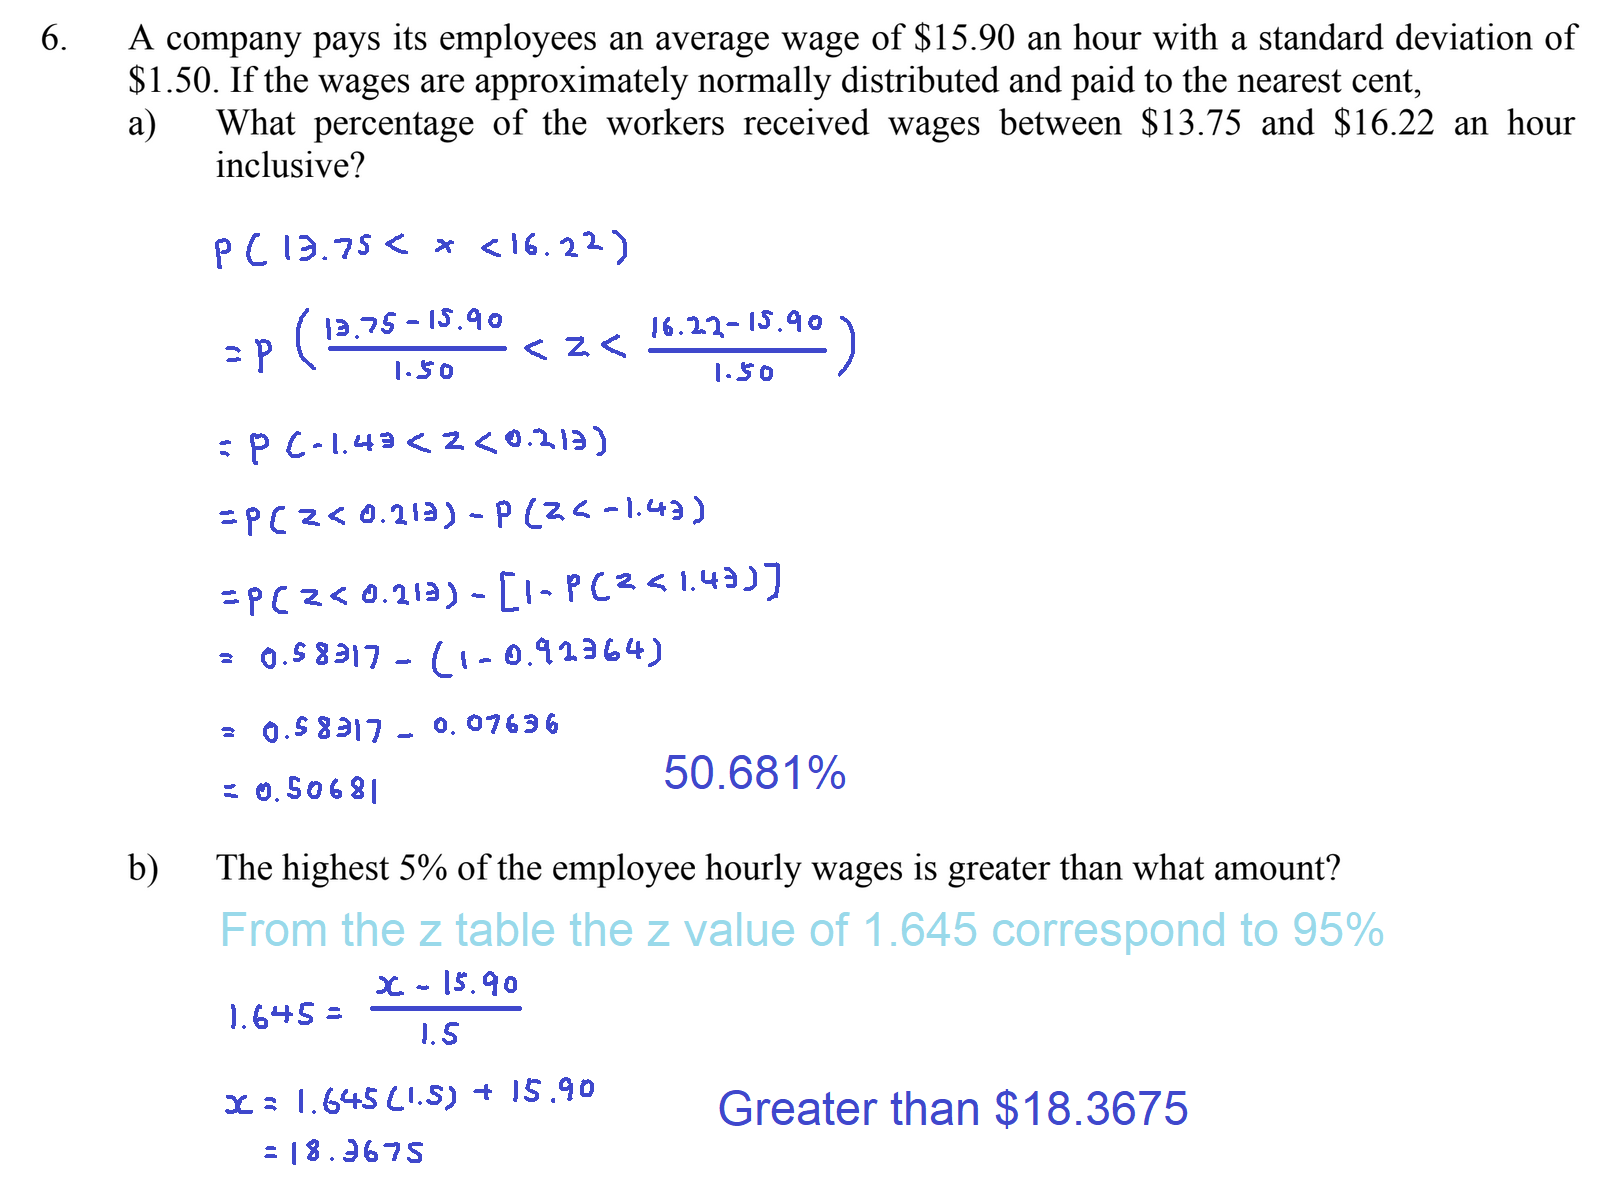 6. A company pays its employees an average wage of $15.90 an hour with a standard deviation of
$1.50. If the wages are approximately normally distributed and paid to the nearest cent,
a) What percentage of the workers received wages between $13.75 and $16.22 an hour
inclusive?
P(13.75 < x < 16.22)
= P((13.75-15.90)/1.50 < z < (16.22-15.90)/1.50)
= P(-1.43 < z < 0.213)
= P(z < 0.213) - P(z < -1.43)
= P(z < 0.213) - [1 - P(z < 1.43)]
= 0.58317 - (1 - 0.92364)
= 0.58317 - 0.07636
= 0.50681
50.681%
b) The highest 5% of the employee hourly wages is greater than what amount?
From the z table the z value of 1.645 correspond to 95%
1.645 = (x - 15.90)/1.5
x = 1.645(1.5) + 15.90
= 18.3675
Greater than $18.3675